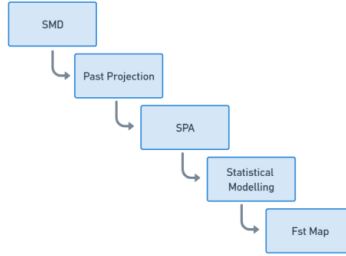 SMD
Past Projection
SPA
Statistical
Modelling
Fst Map